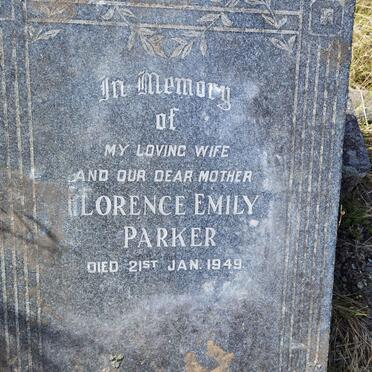 In Memory
of
MY LOVING WIFE
AND OUR DEAR MOTHER
FLORENCE EMILY
PARKER
DIED 21ST JAN. 1949.